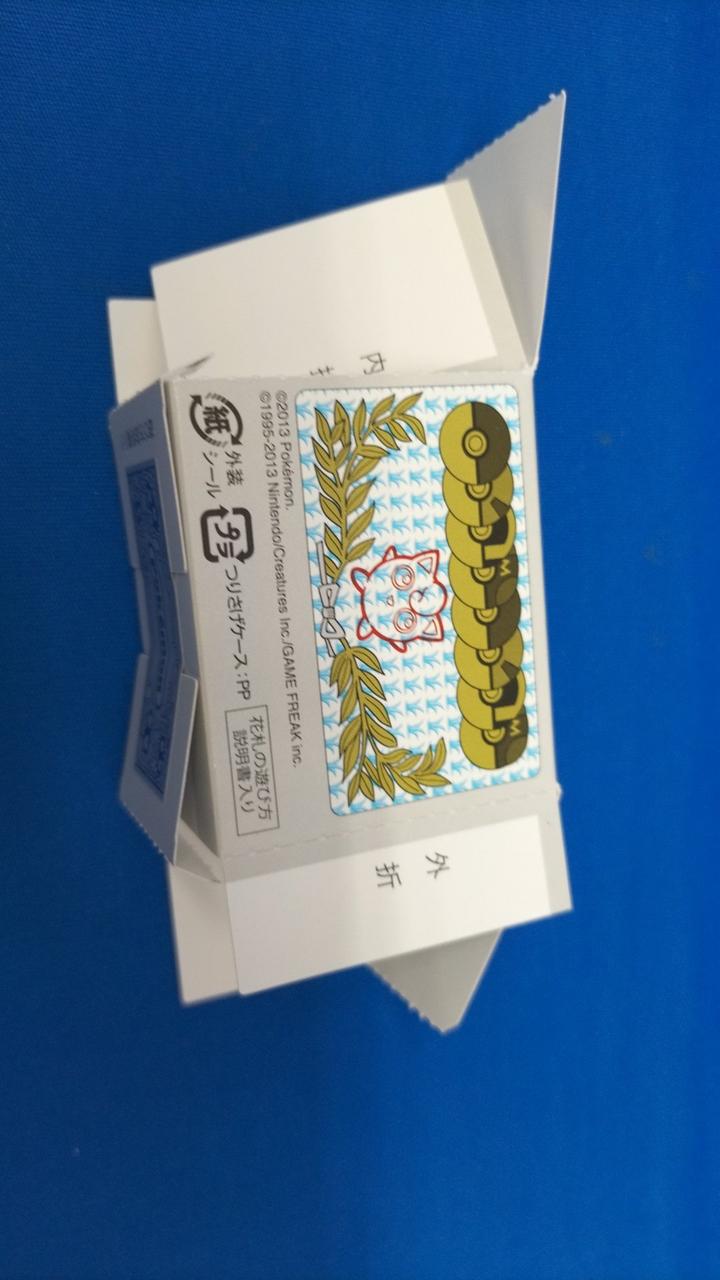 ©2013 Pokémon.
©1995-2013 Nintendo/Creatures Inc./GAME FREAK inc.
紙 外装 シール
プラ つりさげケース:PP
花札の遊び方
説明書入り
外
折
内